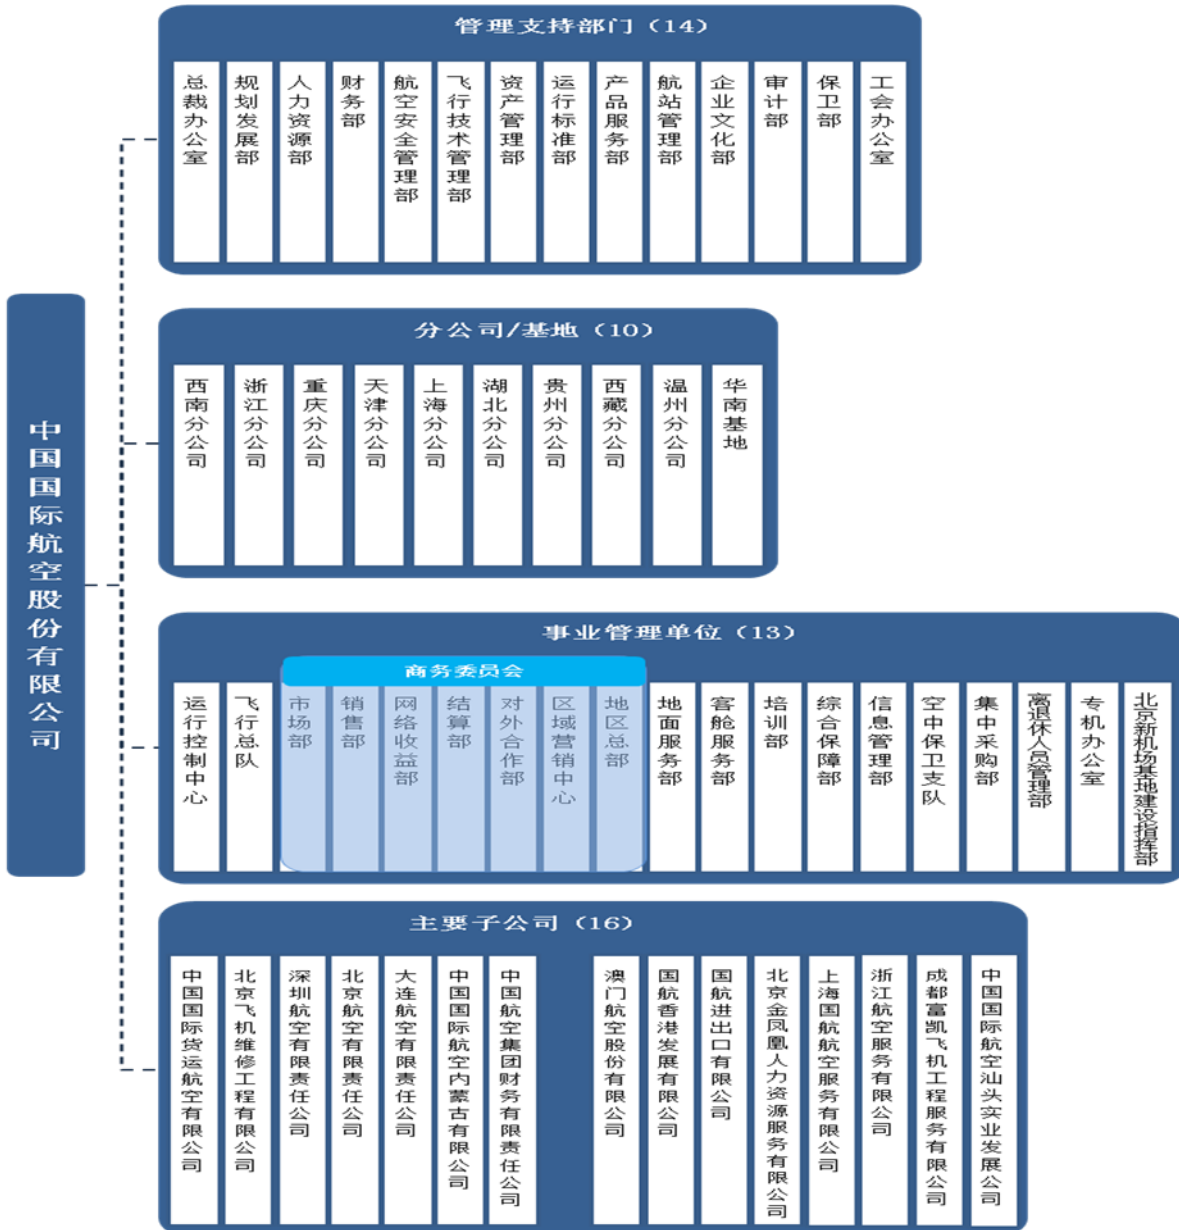 中国国际航空股份有限公司
管理支持部门（14）
总裁办公室
规划发展部
人力资源部
财务部
航空安全管理部
飞行技术管理部
资产管理部
运行标准部
产品服务部
航站管理部
企业文化部
审计部
保卫部
工会办公室
分公司/基地（10）
西南分公司
浙江分公司
重庆分公司
天津分公司
上海分公司
湖北分公司
贵州分公司
西藏分公司
温州分公司
华南基地
事业管理单位（13）
商务委员会
运行控制中心
飞行总队
市场部
销售部
网络收益部
结算部
对外合作部
区域营销中心
地区总部
地面服务部
客舱服务部
培训部
综合保障部
信息管理部
空中保卫支队
集中采购部
离退休人员管理部
专机办公室
北京新机场基地建设指挥部
主要子公司（16）
中国国际货运航空有限公司
北京飞机维修工程有限公司
深圳航空有限责任公司
北京航空有限责任公司
大连航空有限责任公司
中国国际航空内蒙古有限公司
中国航空集团财务有限责任公司
澳门航空股份有限公司
国航香港发展有限公司
国航进出口有限公司
北京金凤凰人力资源服务有限公司
上海国航航空服务有限公司
浙江航空服务有限公司
成都富凯飞机工程服务有限公司
中国国际航空汕头实业发展公司